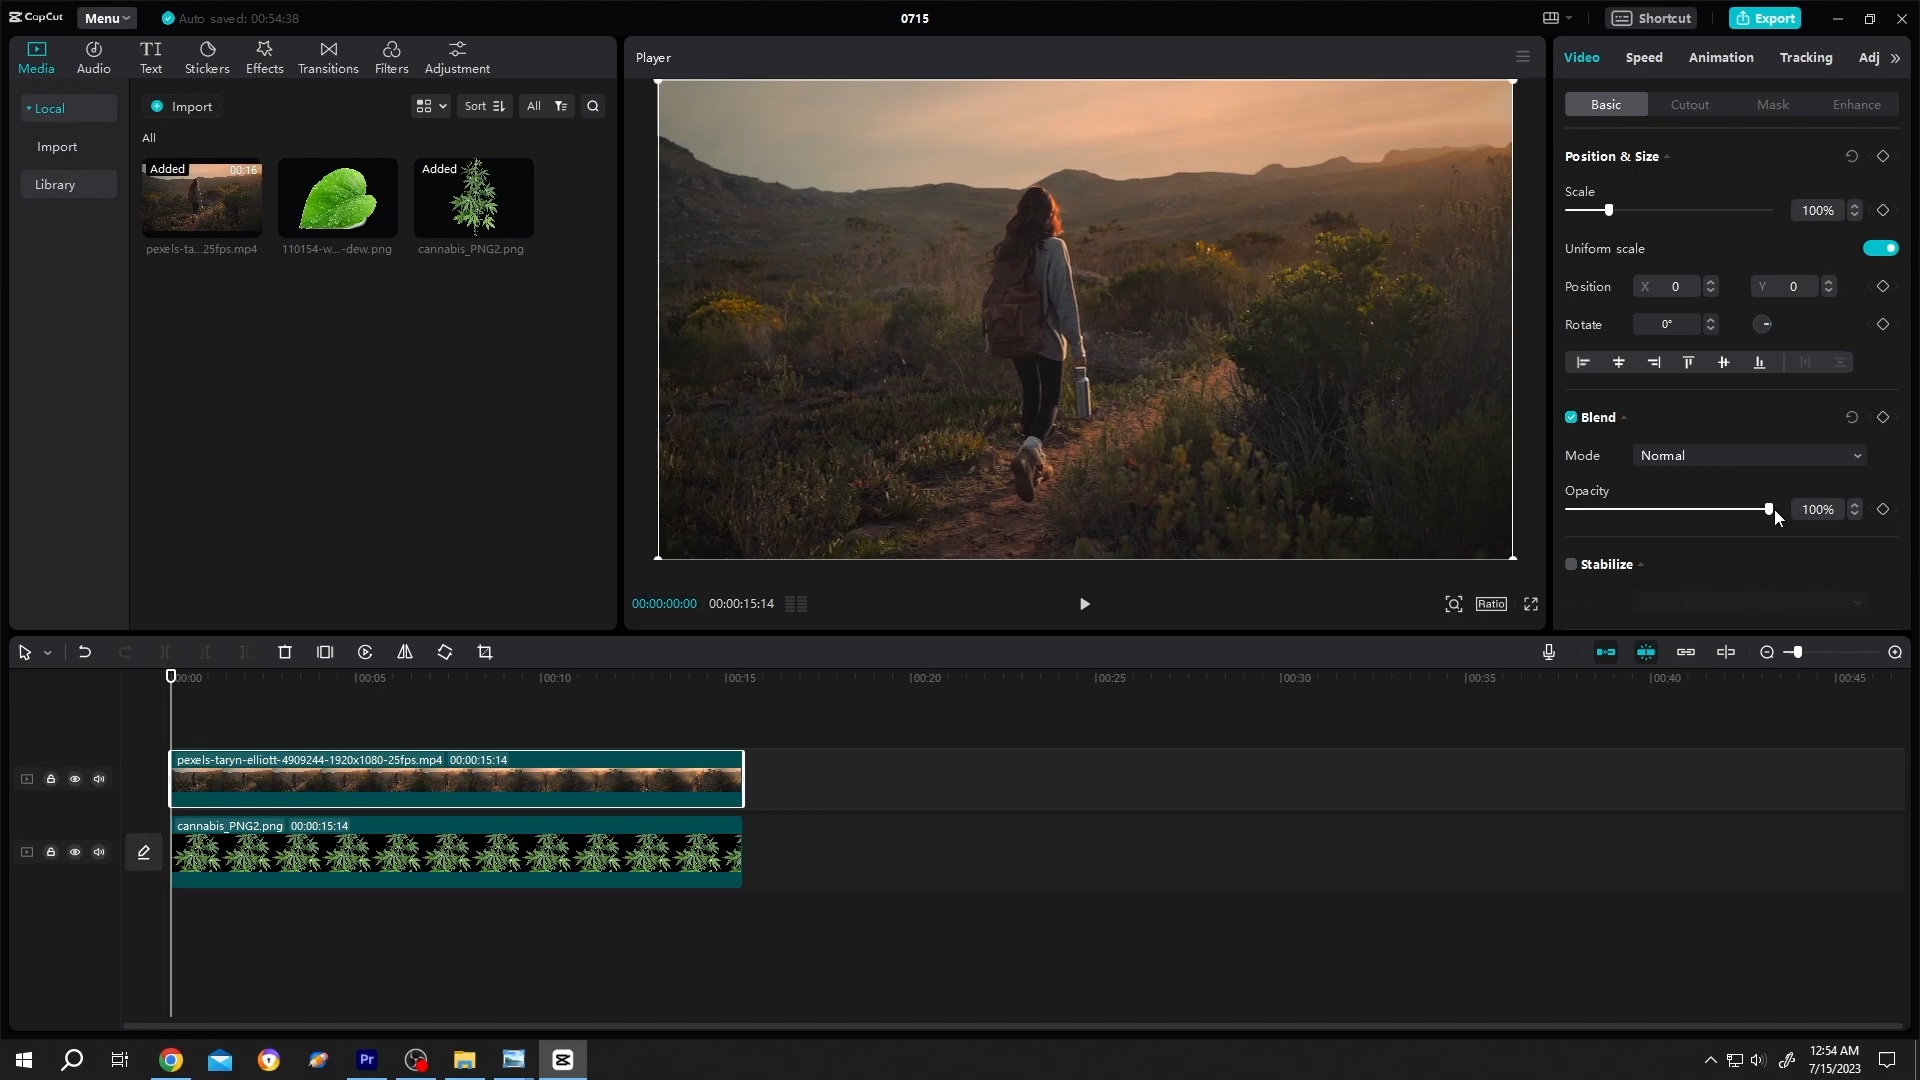 CapCut
Menu
Auto saved: 00:54:38
0715
Shortcut
Export
Media
Audio
TI
Text
Stickers
Effects
Transitions
Filters
Adjustment
Player
Video
Speed
Animation
Tracking
Adj
Local
Import
Library
Import
Sort
All
All
Added
00:16
pexels-ta...25fps.mp4
110154-w...-dew.png
Added
cannabis_PNG2.png
Basic
Cutout
Mask
Enhance
Position & Size
Scale
100%
Uniform scale
Position
X 0
Y 0
Rotate
0°
Blend
Mode
Normal
Opacity
100%
Stabilize
00:00:00:00
00:00:15:14
Ratio
00:00
00:05
00:10
00:15
00:20
00:25
00:30
00:35
00:40
00:45
pexels-taryn-elliott-4909244-1920x1080-25fps.mp4 00:00:15:14
cannabis_PNG2.png 00:00:15:14
Pr
12:54 AM
7/15/2023